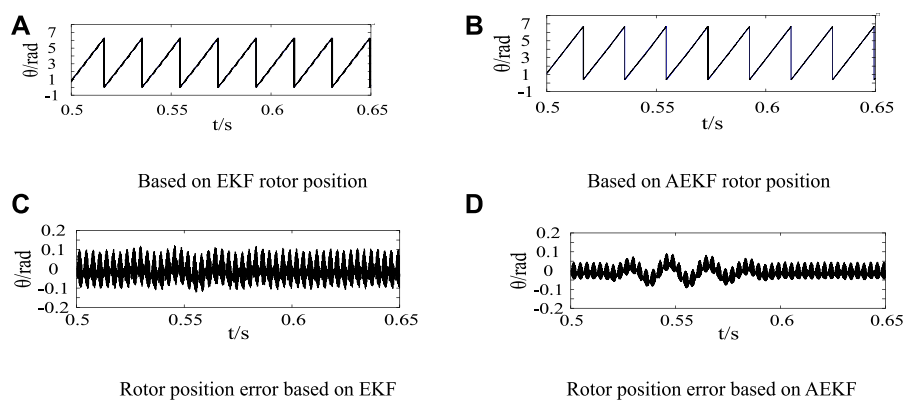 A
θ/rad
7
5
3
1
-1
0.5
0.55
0.6
0.65
t/s
Based on EKF rotor position
B
θ/rad
7
5
3
1
-1
0.5
0.55
0.6
0.65
t/s
Based on AEKF rotor position
C
θ/rad
0.2
0.1
0
-0.1
-0.2
0.5
0.55
0.6
0.65
t/s
Rotor position error based on EKF
D
θ/rad
0.2
0.1
0
-0.1
-0.2
0.5
0.55
0.6
0.65
t/s
Rotor position error based on AEKF